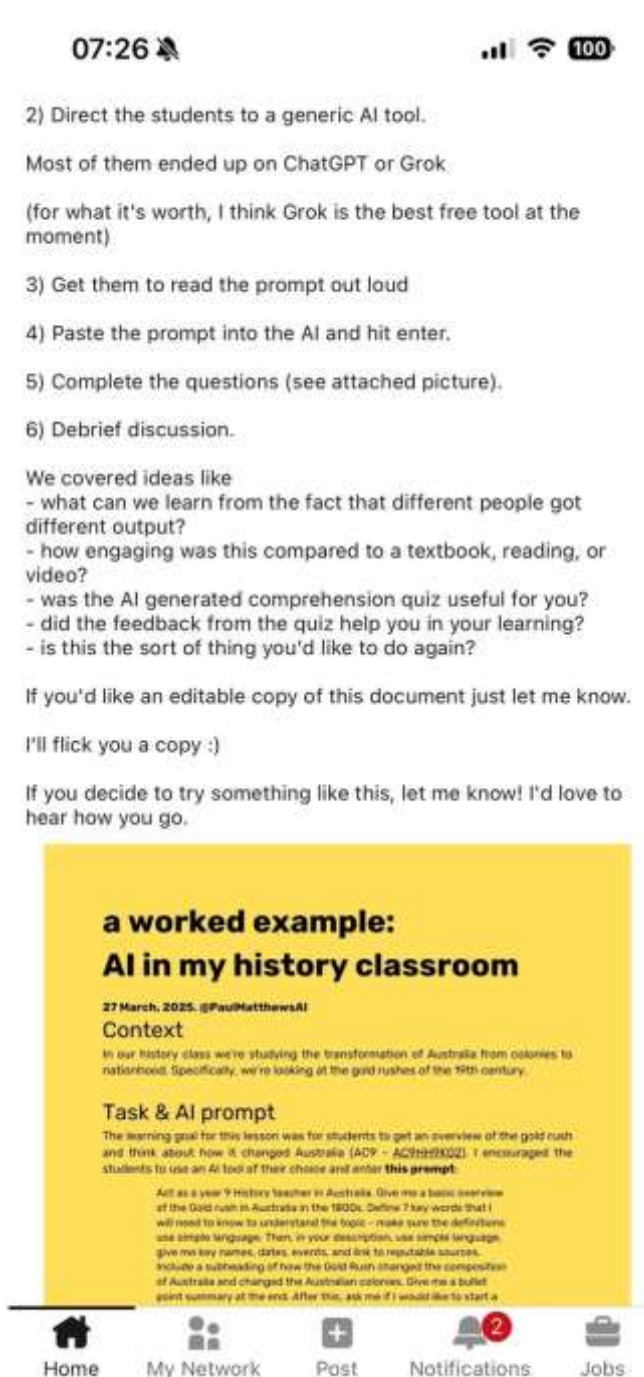 07:26
100
2) Direct the students to a generic AI tool.
Most of them ended up on ChatGPT or Grok
(for what it's worth, I think Grok is the best free tool at the
moment)
3) Get them to read the prompt out loud
4) Paste the prompt into the AI and hit enter.
5) Complete the questions (see attached picture).
6) Debrief discussion.
We covered ideas like
- what can we learn from the fact that different people got
different output?
- how engaging was this compared to a textbook, reading, or
video?
- was the AI generated comprehension quiz useful for you?
- did the feedback from the quiz help you in your learning?
- is this the sort of thing you'd like to do again?
If you'd like an editable copy of this document just let me know.
I'll flick you a copy :)
If you decide to try something like this, let me know! I'd love to
hear how you go.
a worked example:
AI in my history classroom
27 March, 2025. @PaulMatthewsAI
Context
In our history class we're studying the transformation of Australia from colonies to
nationhood. Specifically, we're looking at the gold rushes of the 19th century.
Task & AI prompt
The learning goal for this lesson was for students to get an overview of the gold rush
and think about how it changed Australia (AC9 - AC9HH9K02). I encouraged the
students to use an AI tool of their choice and enter this prompt:
Act as a year 9 History teacher in Australia. Give me a basic overview
of the Gold rush in Australia in the 1800s. Define 7 key words that I
will need to know to understand the topic - make sure the definitions
use simple language. Then, in your description, use simple language,
give me key names, dates, events, and link to reputable sources.
Include a subheading of how the Gold Rush changed the composition
of Australia and changed the Australian colonies. Give me a bullet
point summary at the end. After this, ask me if I would like to start a
2
Home
My Network
Post
Notifications
Jobs